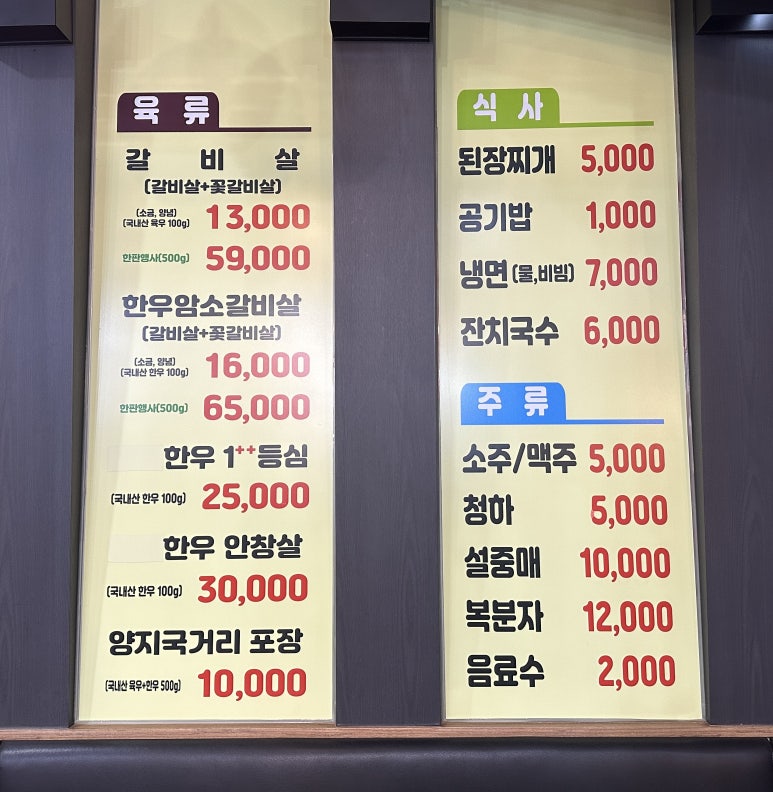 육 류
갈 비 살
(갈비살+꽃갈비살)
(소금, 양념)
(국내산 육우 100g) 13,000
한판행사(500g) 59,000
한우암소갈비살
(갈비살+꽃갈비살)
(소금, 양념)
(국내산 한우 100g) 16,000
한판행사(500g) 65,000
한우 1++등심
(국내산 한우 100g) 25,000
한우 안창살
(국내산 한우 100g) 30,000
양지국거리 포장
(국내산 육우+한우 500g) 10,000
식 사
된장찌개 5,000
공기밥 1,000
냉면(물,비빔) 7,000
잔치국수 6,000
주 류
소주/맥주 5,000
청하 5,000
설중매 10,000
복분자 12,000
음료수 2,000